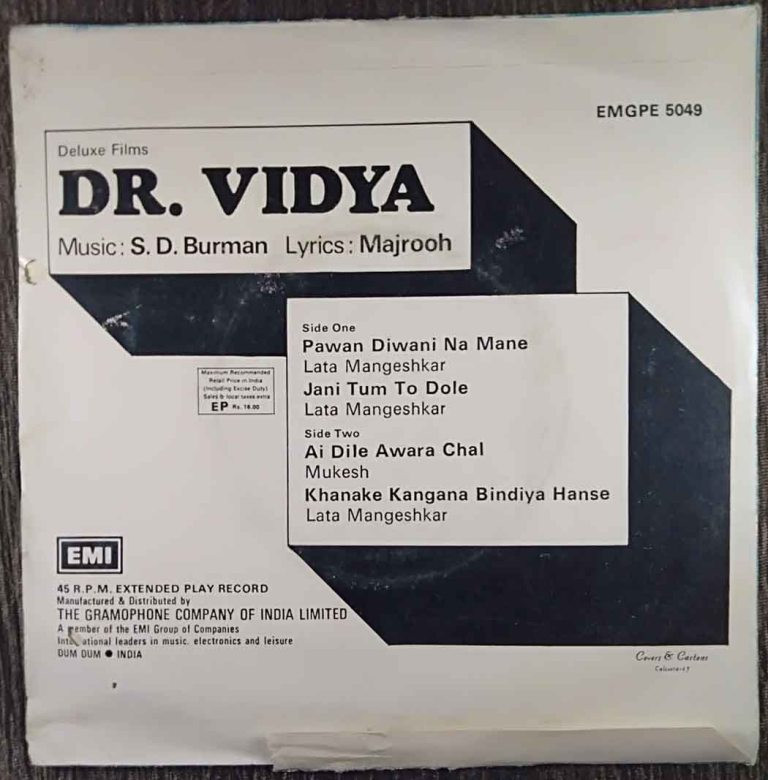 EMGPE 5049
Deluxe Films
DR. VIDYA
Music: S. D. Burman Lyrics: Majrooh
Side One
Pawan Diwani Na Mane
Lata Mangeshkar
Jani Tum To Dole
Lata Mangeshkar
Side Two
Ai Dile Awara Chal
Mukesh
Khanake Kangana Bindiya Hanse
Lata Mangeshkar
Maximum Recommended
Retail Price in India
(Including Excise Duty)
Sales & local taxes extra
EP Rs. 16.00
EMI
45 R.P.M. EXTENDED PLAY RECORD
Manufactured & Distributed by
THE GRAMOPHONE COMPANY OF INDIA LIMITED
A member of the EMI Group of Companies
International leaders in music, electronics and leisure
DUM DUM ● INDIA
Covers & Cartons